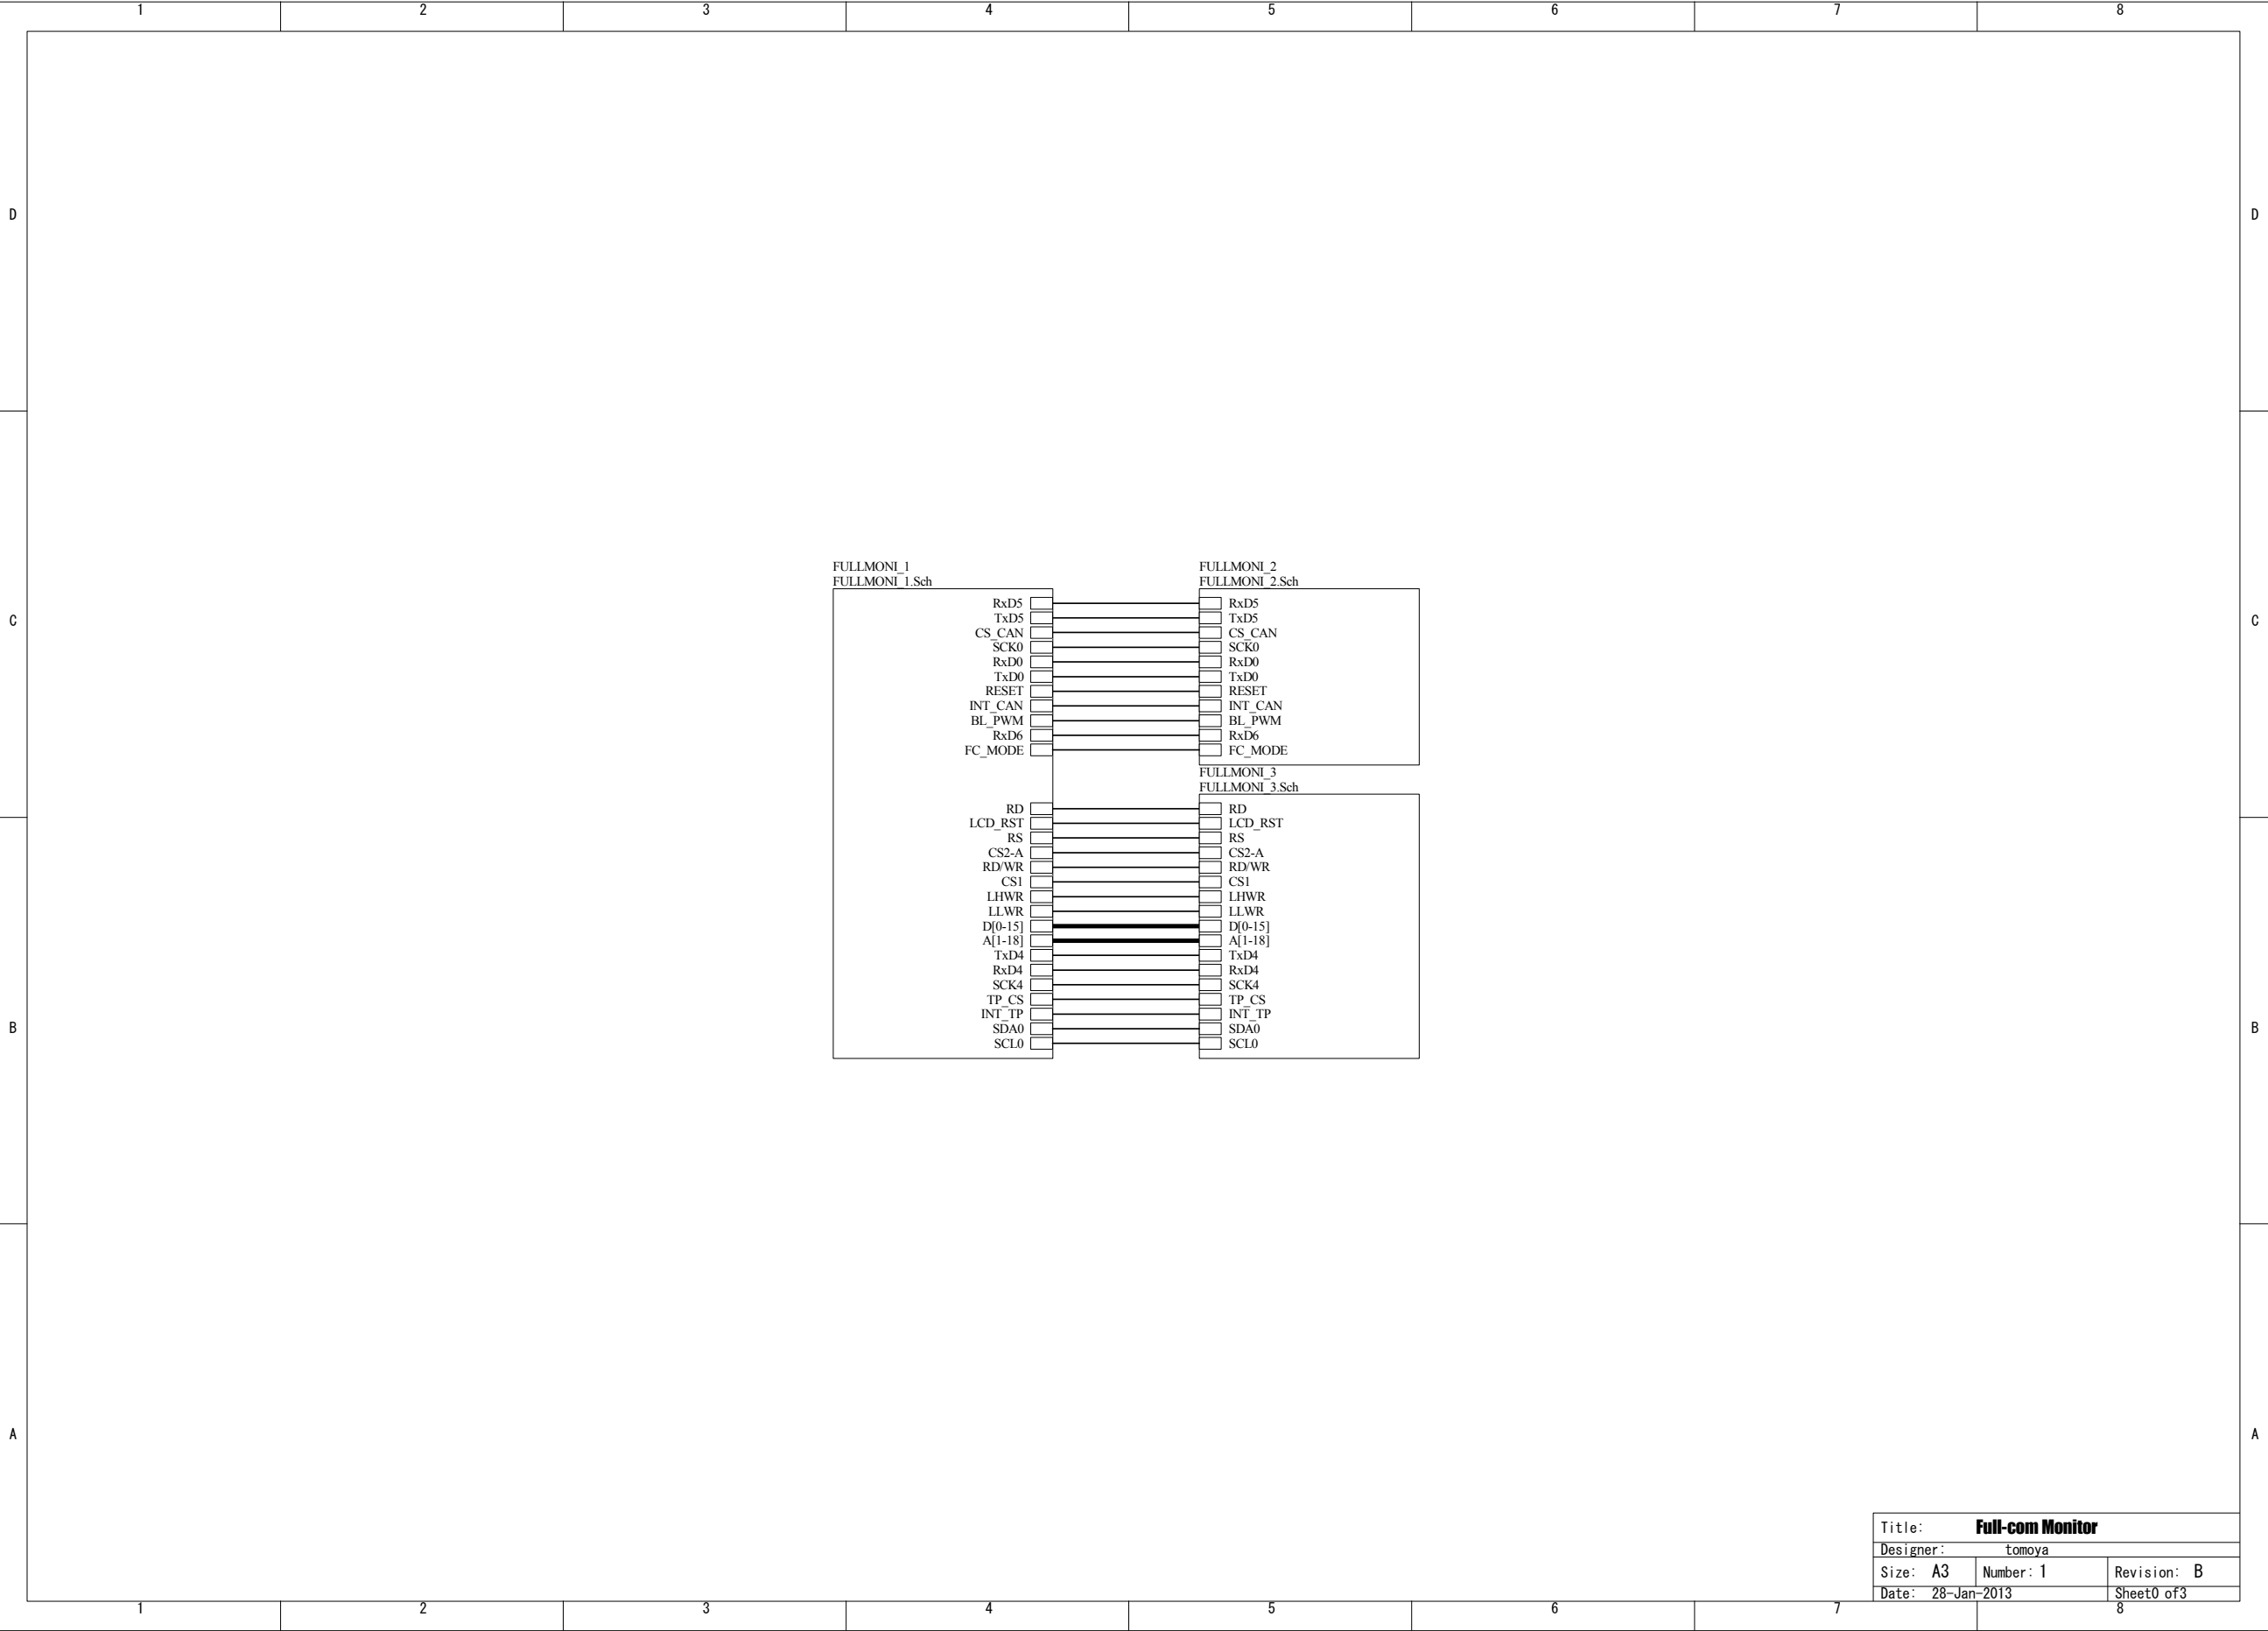 1 2 3 4 5 6 7 8
D D
FULLMONI_1 FULLMONI_2
FULLMONI_1.Sch FULLMONI_2.Sch
RxD5 RxD5
TxD5 TxD5
C CS_CAN CS_CAN C
SCK0 SCK0
RxD0 RxD0
TxD0 TxD0
RESET RESET
INT_CAN INT_CAN
BL_PWM BL_PWM
RxD6 RxD6
FC_MODE FC_MODE
FULLMONI_3
FULLMONI_3.Sch
RD RD
LCD_RST LCD_RST
RS RS
CS2-A CS2-A
RD/WR RD/WR
CS1 CS1
LHWR LHWR
LLWR LLWR
D[0-15] D[0-15]
A[1-18] A[1-18]
TxD4 TxD4
RxD4 RxD4
SCK4 SCK4
TP_CS TP_CS
INT_TP INT_TP
B SDA0 SDA0 B
SCL0 SCL0
A A
Title: Full-com Monitor
Designer: tomoya
Size: A3 Number: 1 Revision: B
Date: 28-Jan-2013 Sheet0 of3
1 2 3 4 5 6 7 8